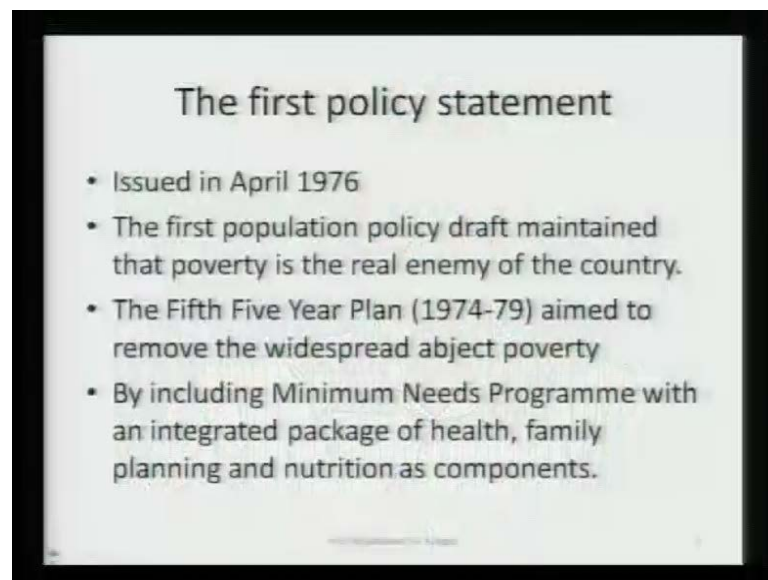 The first policy statement
• Issued in April 1976
• The first population policy draft maintained
that poverty is the real enemy of the country.
• The Fifth Five Year Plan (1974-79) aimed to
remove the widespread abject poverty
• By including Minimum Needs Programme with
an integrated package of health, family
planning and nutrition as components.